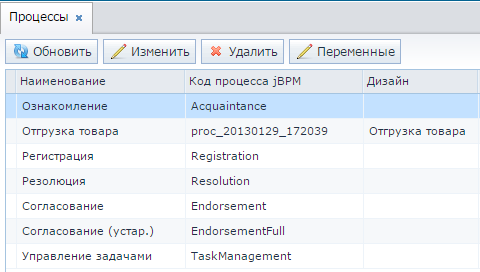 Процессы ×
Обновить Изменить Удалить Переменные
Наименование Код процесса jBPM Дизайн
Ознакомление Acquaintance
Отгрузка товара proc_20130129_172039 Отгрузка товара
Регистрация Registration
Резолюция Resolution
Согласование Endorsement
Согласование (устар.) EndorsementFull
Управление задачами TaskManagement